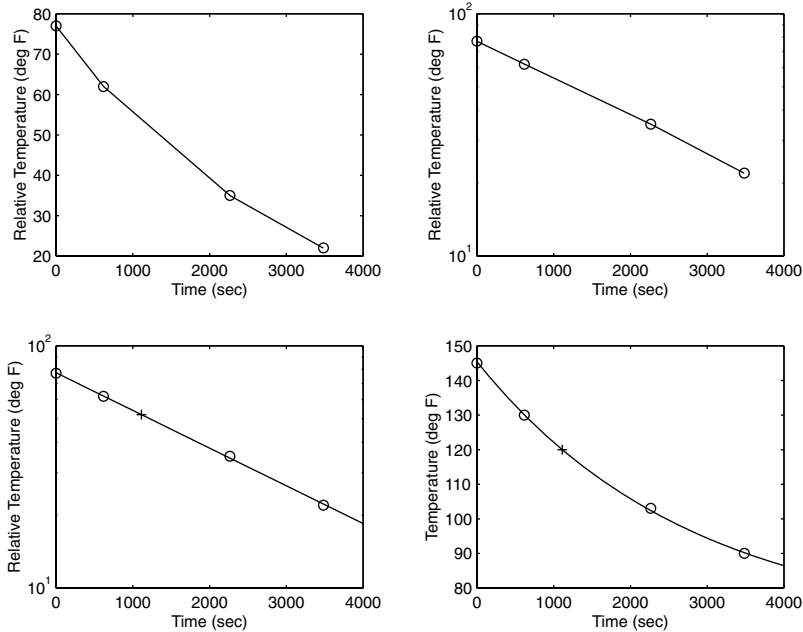 80
70
60
50
40
30
20
0 1000 2000 3000 4000
Time (sec)
Relative Temperature (deg F)
10^2
10^1
0 1000 2000 3000 4000
Time (sec)
Relative Temperature (deg F)
10^2
10^1
0 1000 2000 3000 4000
Time (sec)
Relative Temperature (deg F)
150
140
130
120
110
100
90
80
0 1000 2000 3000 4000
Time (sec)
Temperature (deg F)